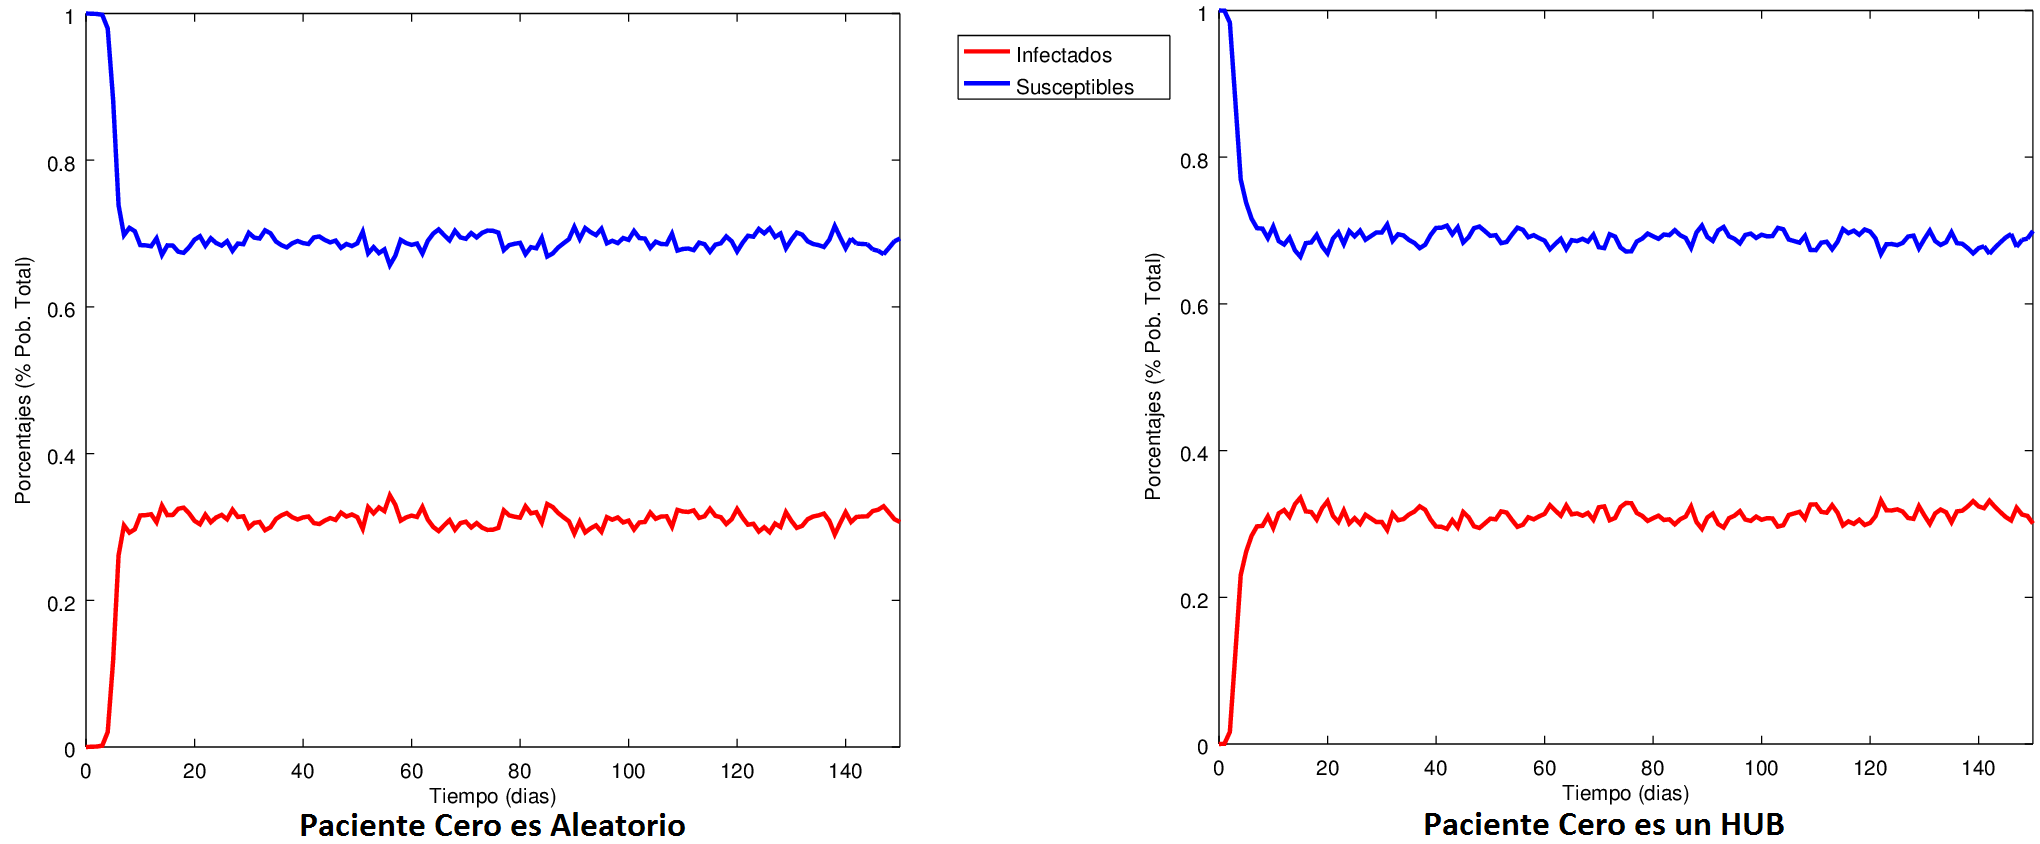 1
0.8
0.6
0.4
0.2
0
Porcentajes (% Pob. Total)
0 20 40 60 80 100 120 140
Tiempo (dias)
Paciente Cero es Aleatorio
Infectados
Susceptibles
1
0.8
0.6
0.4
0.2
0
Porcentajes (% Pob. Total)
0 20 40 60 80 100 120 140
Tiempo (dias)
Paciente Cero es un HUB